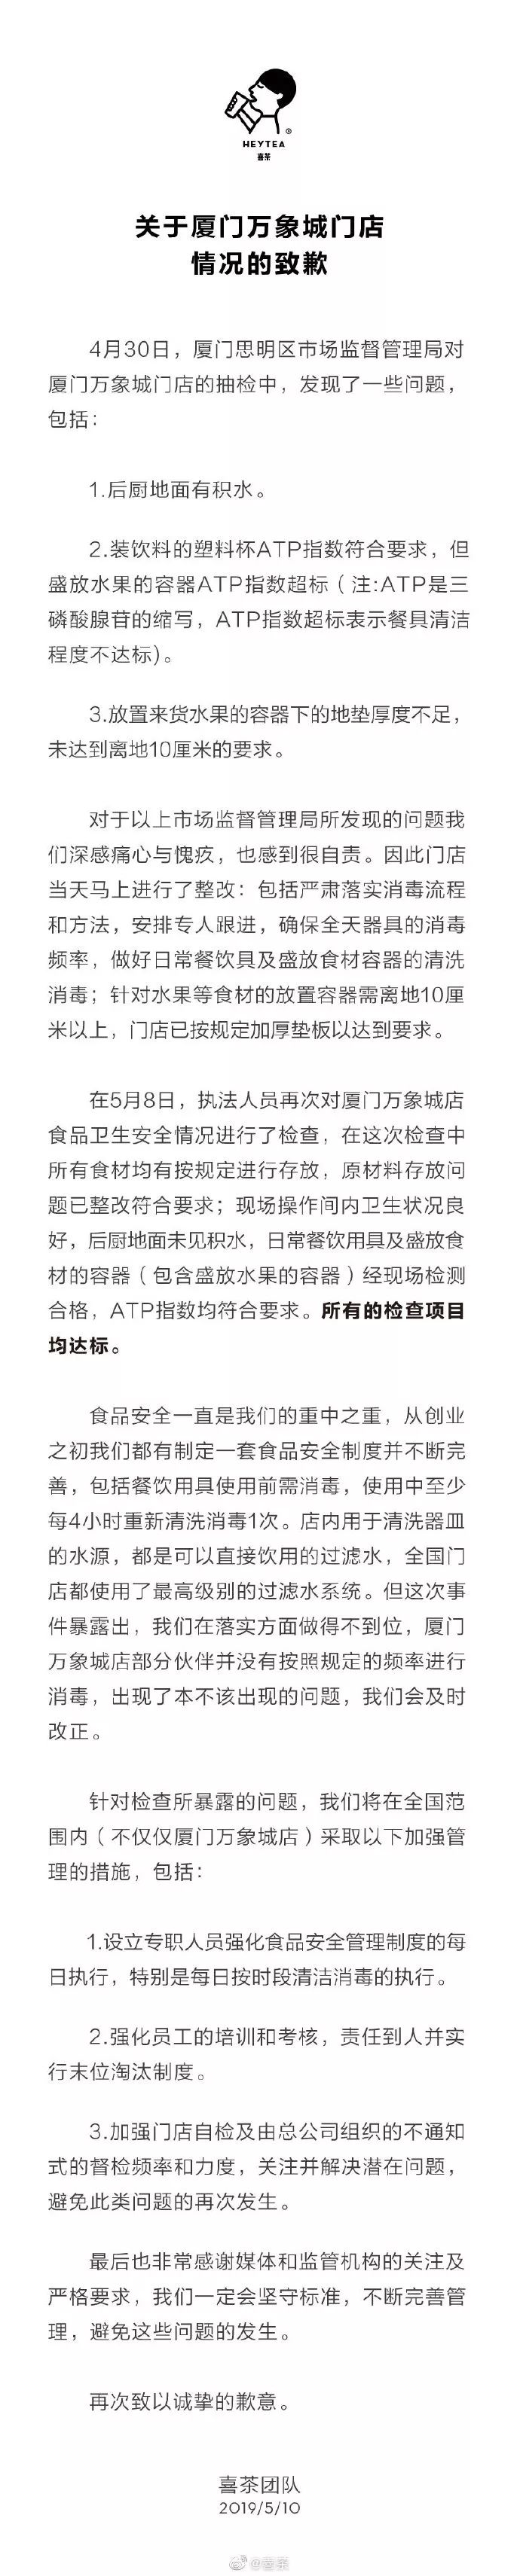 HEYTEA
喜茶
关于厦门万象城门店
情况的致歉
4月30日，厦门思明区市场监督管理局对
厦门万象城门店的抽检中，发现了一些问题，
包括：
1.后厨地面有积水。
2.装饮料的塑料杯ATP指数符合要求，但
盛放水果的容器ATP指数超标（注:ATP是三
磷酸腺苷的缩写，ATP指数超标表示餐具清洁
程度不达标)。
3.放置来货水果的容器下的地垫厚度不足，
未达到离地10厘米的要求。
对于以上市场监督管理局所发现的问题我
们深感痛心与愧疚，也感到很自责。因此门店
当天马上进行了整改：包括严肃落实消毒流程
和方法，安排专人跟进，确保全天器具的消毒
频率，做好日常餐饮具及盛放食材容器的清洗
消毒；针对水果等食材的放置容器需离地10厘
米以上，门店已按规定加厚垫板以达到要求。
在5月8日，执法人员再次对厦门万象城店
食品卫生安全情况进行了检查，在这次检查中
所有食材均有按规定进行存放，原材料存放问
题已整改符合要求；现场操作间内卫生状况良
好，后厨地面未见积水，日常餐饮用具及盛放食
材的容器（包含盛放水果的容器）经现场检测
合格，ATP指数均符合要求。所有的检查项目
均达标。
食品安全一直是我们的重中之重，从创业
之初我们都有制定一套食品安全制度并不断完
善，包括餐饮用具使用前需消毒，使用中至少
每4小时重新清洗消毒1次。店内用于清洗器皿
的水源，都是可以直接饮用的过滤水，全国门
店都使用了最高级别的过滤水系统。但这次事
件暴露出，我们在落实方面做得不到位，厦门
万象城店部分伙伴并没有按照规定的频率进行
消毒，出现了本不该出现的问题，我们会及时
改正。
针对检查所暴露的问题，我们将在全国范
围内（不仅仅厦门万象城店）采取以下加强管
理的措施，包括：
1.设立专职人员强化食品安全管理制度的每
日执行，特别是每日按时段清洁消毒的执行。
2.强化员工的培训和考核，责任到人并实
行末位淘汰制度。
3.加强门店自检及由总公司组织的不通知
式的督检频率和力度，关注并解决潜在问题，
避免此类问题的再次发生。
最后也非常感谢媒体和监管机构的关注及
严格要求，我们一定会坚守标准，不断完善管
理，避免这些问题的发生。
再次致以诚挚的歉意。
喜茶团队
2019/5/10
@喜茶